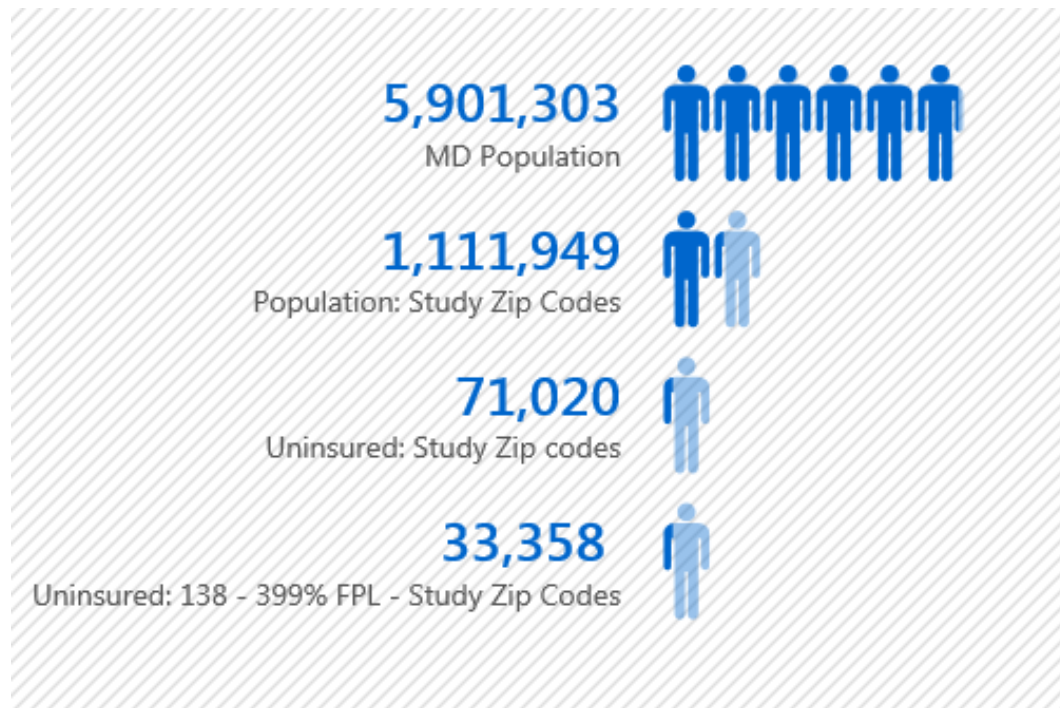 5,901,303
MD Population
1,111,949
Population: Study Zip Codes
71,020
Uninsured: Study Zip codes
33,358
Uninsured: 138 - 399% FPL - Study Zip Codes